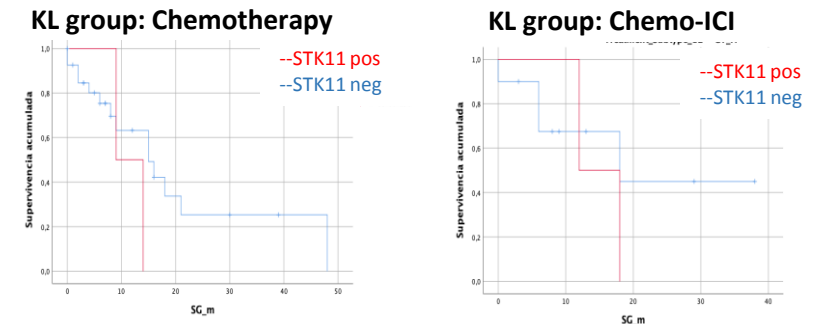 KL group: Chemotherapy
--STK11 pos
--STK11 neg
Supervivencia acumulada
1,0
0,8
0,6
0,4
0,2
0,0
0 10 20 30 40 50
SG_m
KL group: Chemo-ICI
--STK11 pos
--STK11 neg
Supervivencia acumulada
1,0
0,8
0,6
0,4
0,2
0,0
0 10 20 30 40
SG_m